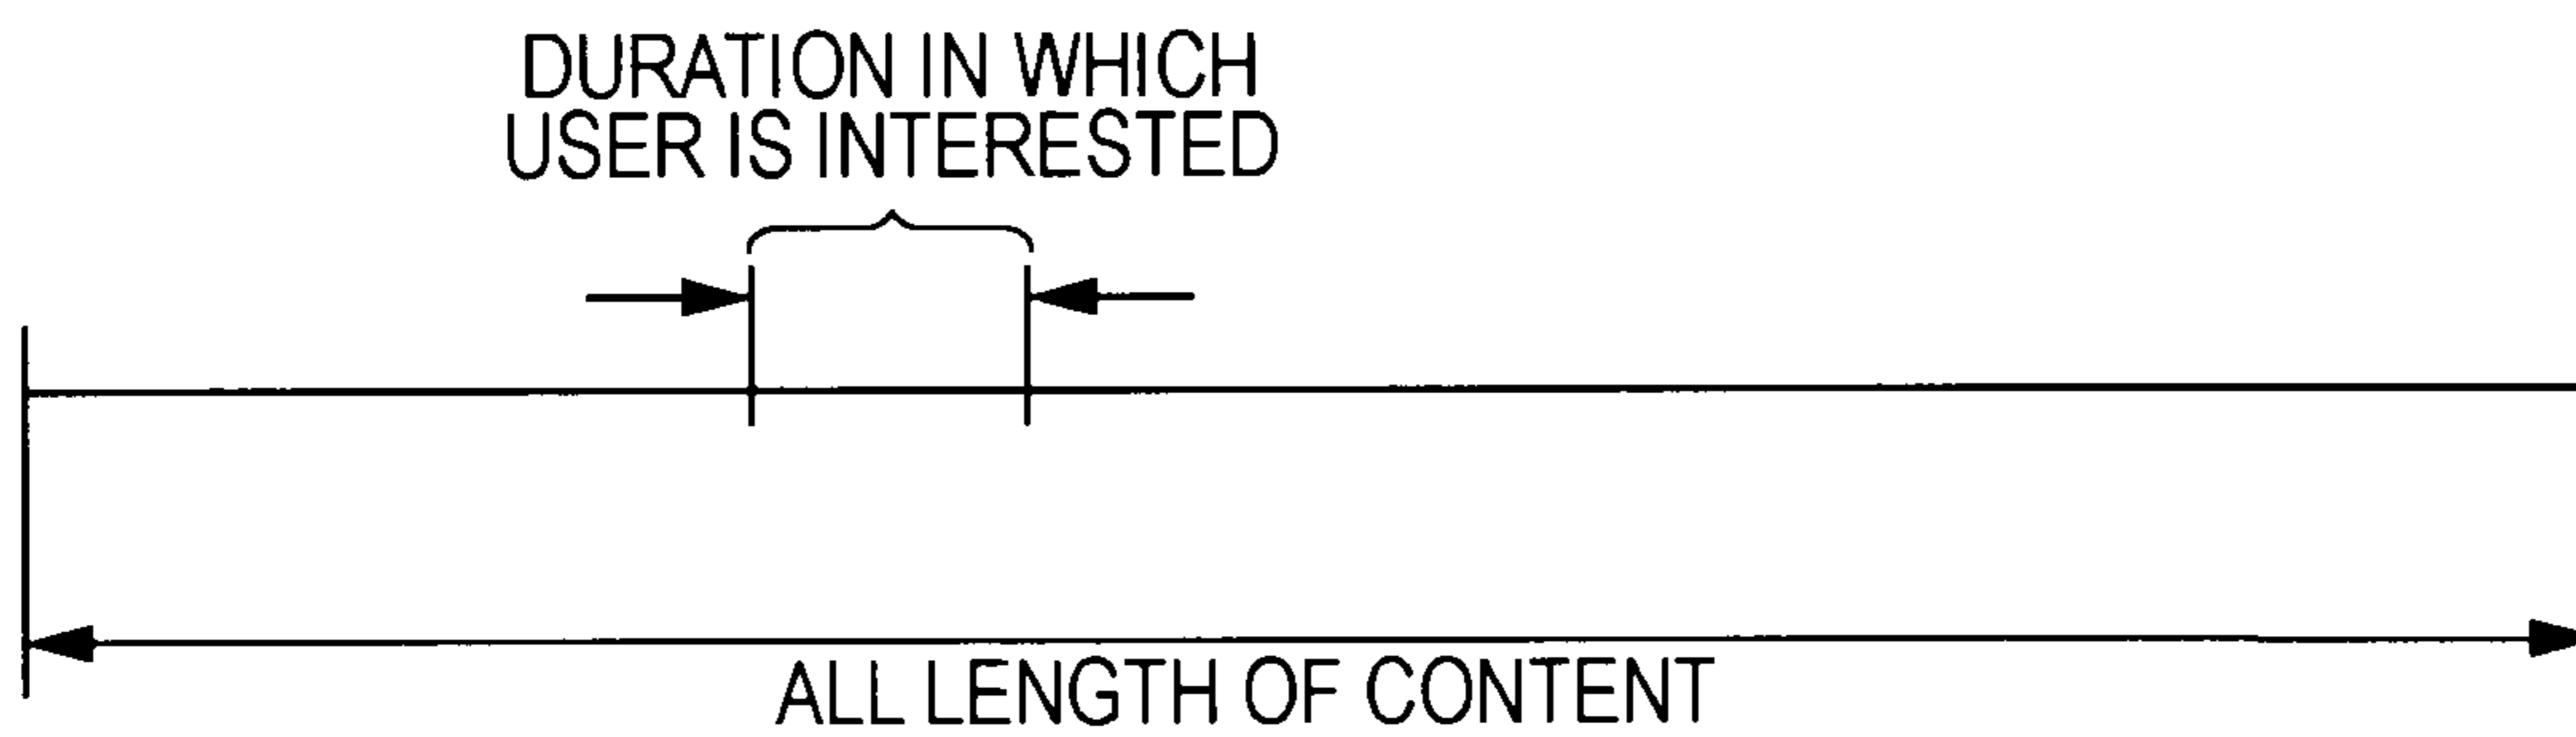 DURATION IN WHICH
USER IS INTERESTED
ALL LENGTH OF CONTENT